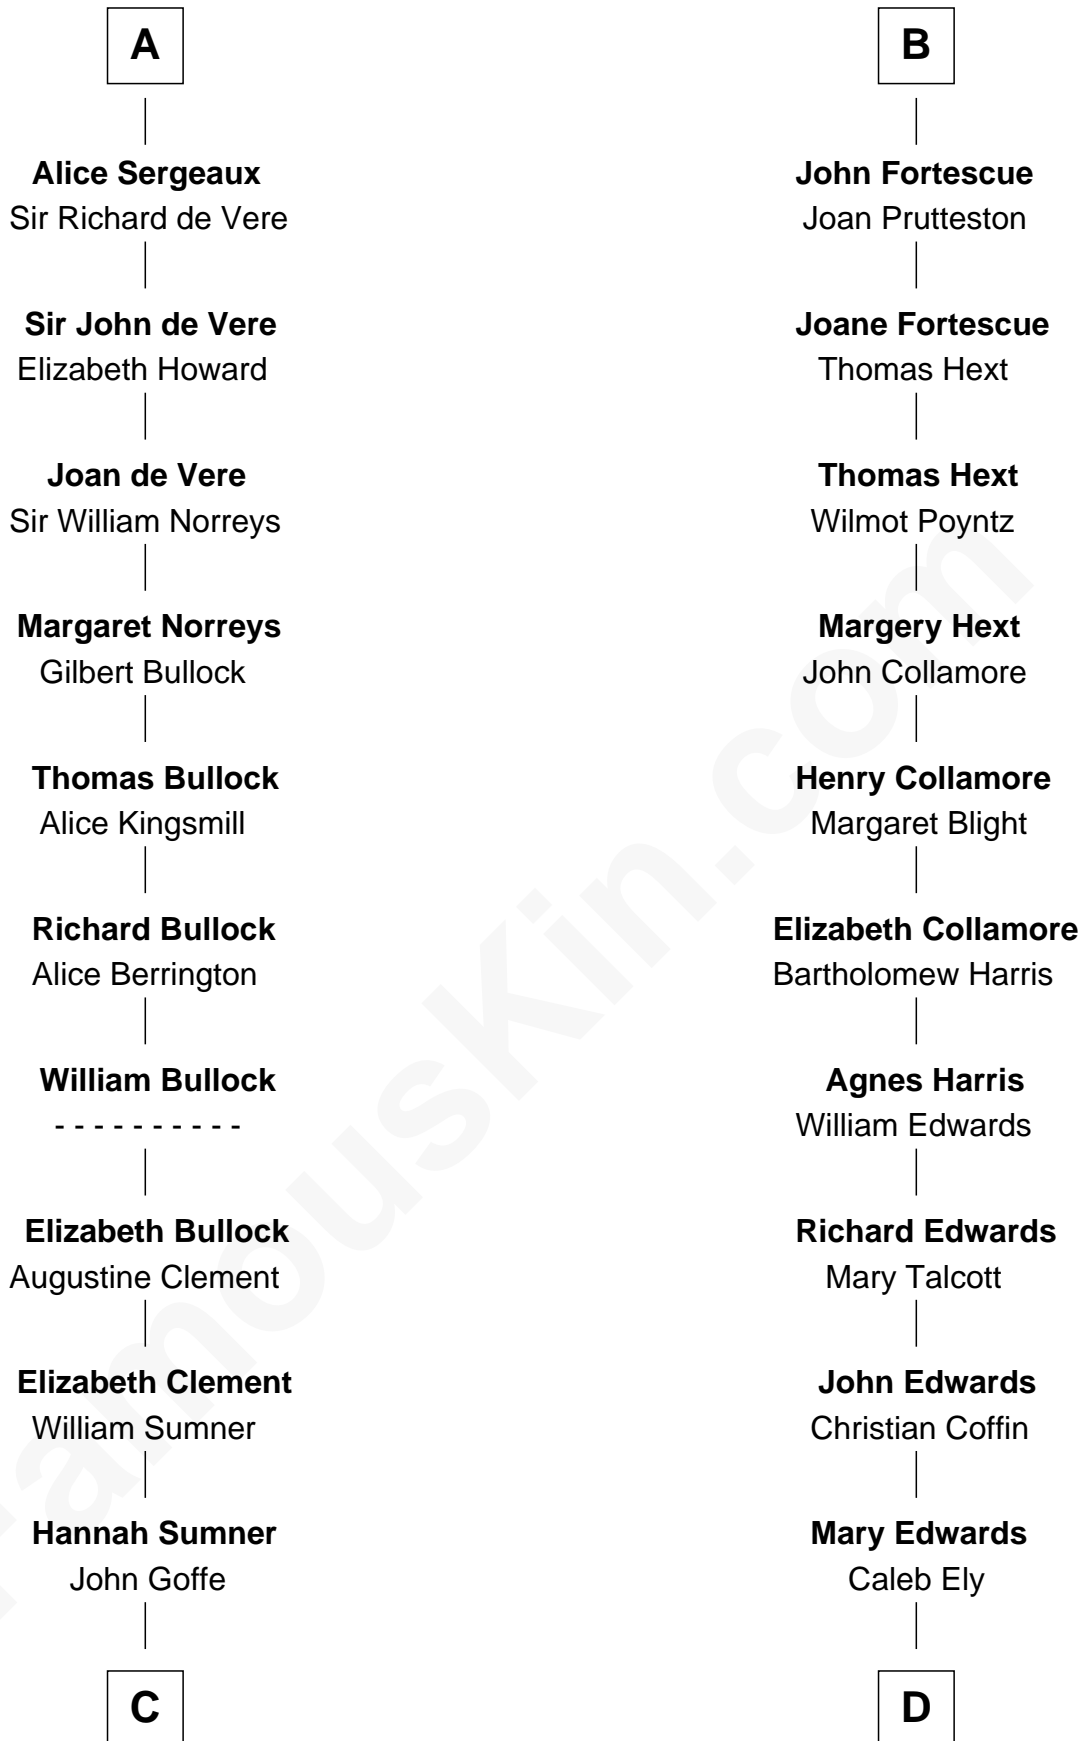 A
Alice Sergeaux
Sir Richard de Vere
Sir John de Vere
Elizabeth Howard
Joan de Vere
Sir William Norreys
Margaret Norreys
Gilbert Bullock
Thomas Bullock
Alice Kingsmill
Richard Bullock
Alice Berrington
William Bullock
- - - - - - - - - -
Elizabeth Bullock
Augustine Clement
Elizabeth Clement
William Sumner
Hannah Sumner
John Goffe
C
B
John Fortescue
Joan Prutteston
Joane Fortescue
Thomas Hext
Thomas Hext
Wilmot Poyntz
Margery Hext
John Collamore
Henry Collamore
Margaret Blight
Elizabeth Collamore
Bartholomew Harris
Agnes Harris
William Edwards
Richard Edwards
Mary Talcott
John Edwards
Christian Coffin
Mary Edwards
Caleb Ely
D
FamousKin.com